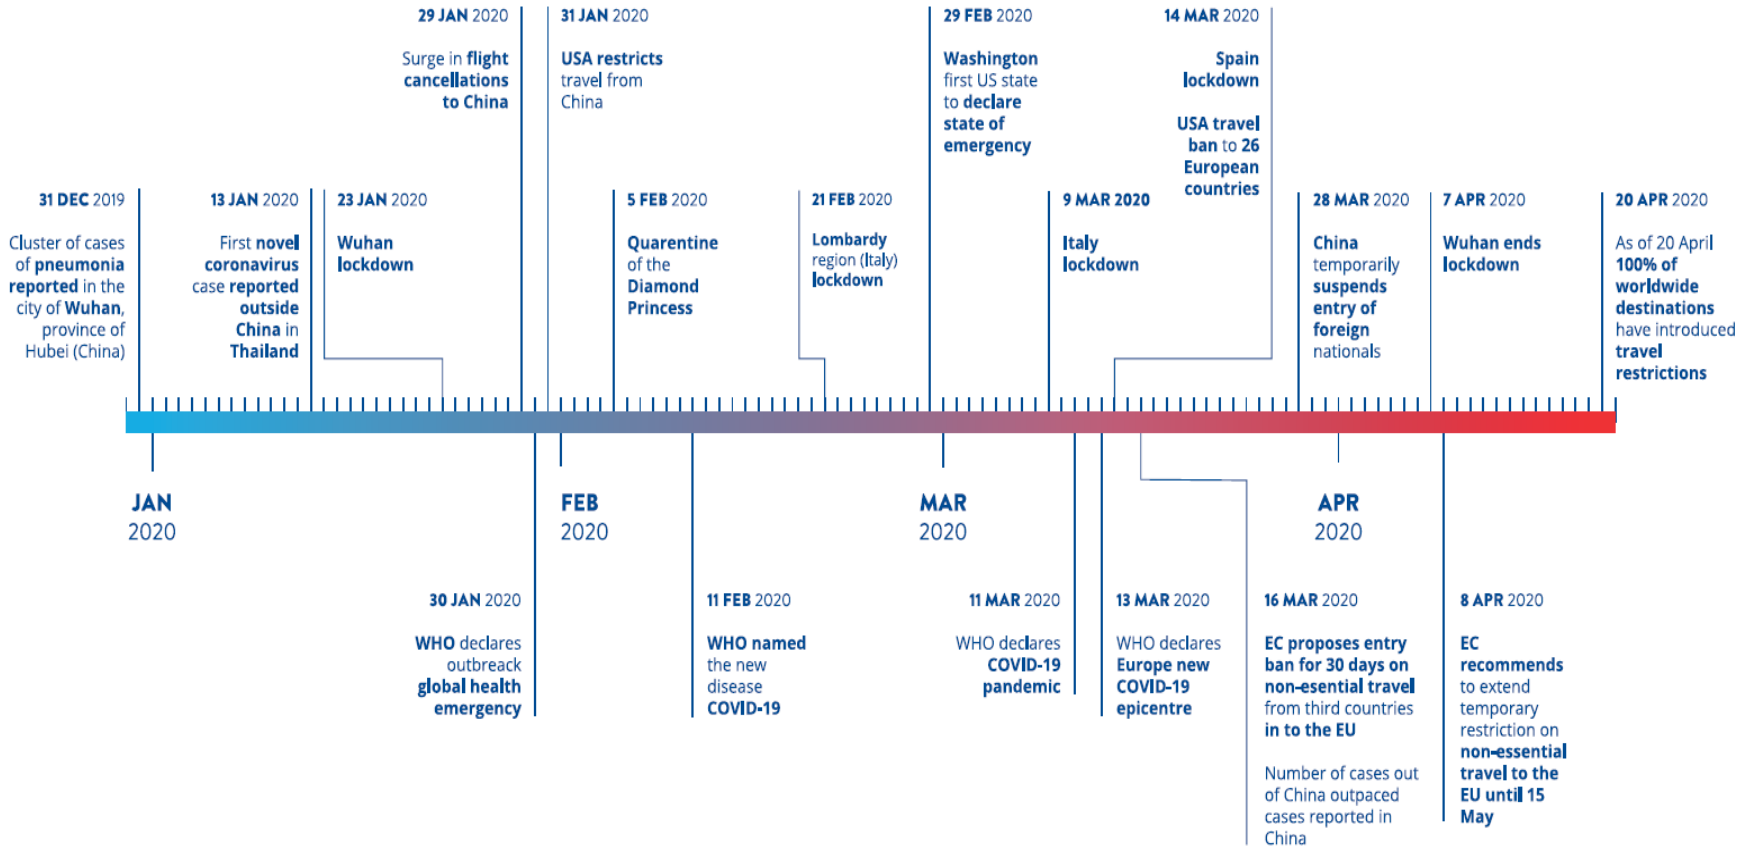 29 JAN 2020
Surge in flight
cancellations
to China
31 JAN 2020
USA restricts
travel from
China
29 FEB 2020
Washington
first US state
to declare
state of
emergency
14 MAR 2020
Spain
lockdown
USA travel
ban to 26
European
countries
31 DEC 2019
Cluster of cases
of pneumonia
reported in the
city of Wuhan,
province of
Hubei (China)
13 JAN 2020
First novel
coronavirus
case reported
outside
China in
Thailand
23 JAN 2020
Wuhan
lockdown
5 FEB 2020
Quarentine
of the
Diamond
Princess
21 FEB 2020
Lombardy
region (Italy)
lockdown
9 MAR 2020
Italy
lockdown
28 MAR 2020
China
temporarily
suspends
entry of
foreign
nationals
7 APR 2020
Wuhan ends
lockdown
20 APR 2020
As of 20 April
100% of
worldwide
destinations
have introduced
travel
restrictions
JAN
2020
FEB
2020
MAR
2020
APR
2020
30 JAN 2020
WHO declares
outbreack
global health
emergency
11 FEB 2020
WHO named
the new
disease
COVID-19
11 MAR 2020
WHO declares
COVID-19
pandemic
13 MAR 2020
WHO declares
Europe new
COVID-19
epicentre
16 MAR 2020
EC proposes entry
ban for 30 days on
non-esential travel
from third countries
in to the EU
Number of cases out
of China outpaced
cases reported in
China
8 APR 2020
EC
recommends
to extend
temporary
restriction on
non-essential
travel to the
EU until 15
May